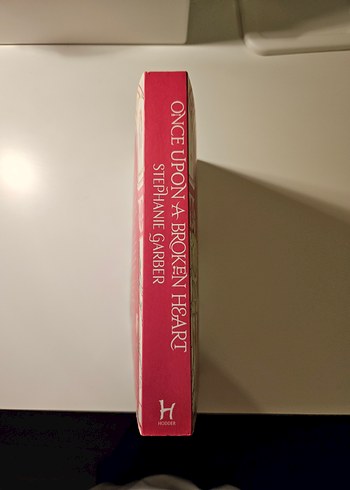 ONCE UPON A BROKEN HEART
STEPHANIE GARBER
H
HODDER